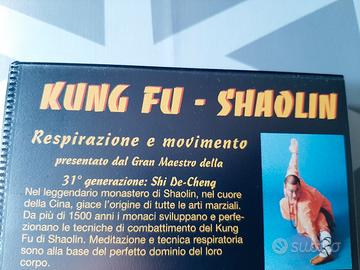 KUNG FU - SHAOLIN
Respirazione e movimento
presentato dal Gran Maestro della
31° generazione: Shi De-Cheng
Nel leggendario monastero di Shaolin, nel cuore
della Cina, giace l'origine di tutte le arti marziali.
Da più di 1500 anni i monaci sviluppano e perfe-
zionano le tecniche di combattimento del Kung
Fu di Shaolin. Meditazione e tecnica respiratoria
sono alla base del perfetto dominio del loro
corpo.
subito